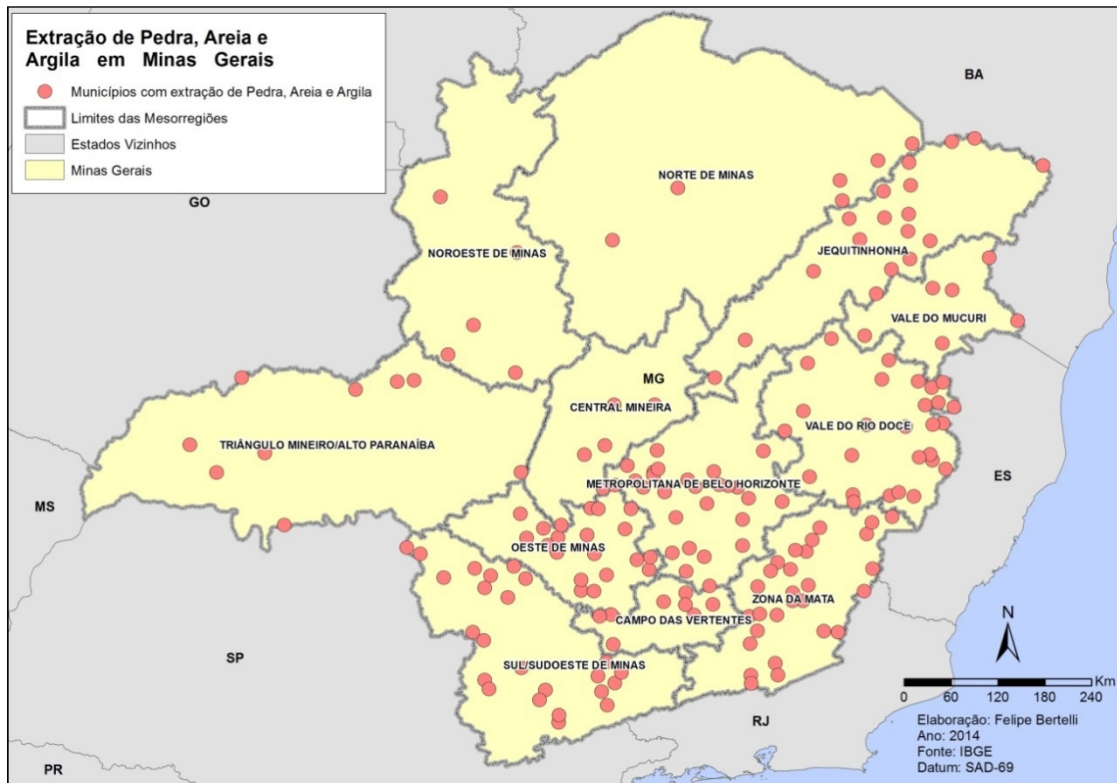 Extração de Pedra, Areia e
Argila em Minas Gerais
Municípios com extração de Pedra, Areia e Argila
Limites das Mesorregiões
Estados Vizinhos
Minas Gerais
BA
GO
NORTE DE MINAS
NOROESTE DE MINAS
JEQUITINHONHA
VALE DO MUCURI
MG
CENTRAL MINEIRA
TRIÂNGULO MINEIRO/ALTO PARANAÍBA
VALE DO RIO DOCE
ES
METROPOLITANA DE BELO HORIZONTE
MS
OESTE DE MINAS
ZONA DA MATA
CAMPO DAS VERTENTES
N
SP
SUL/SUDOESTE DE MINAS
Km
0 60 120 180 240
RJ
Elaboração: Felipe Bertelli
Ano: 2014
Fonte: IBGE
Datum: SAD-69
PR